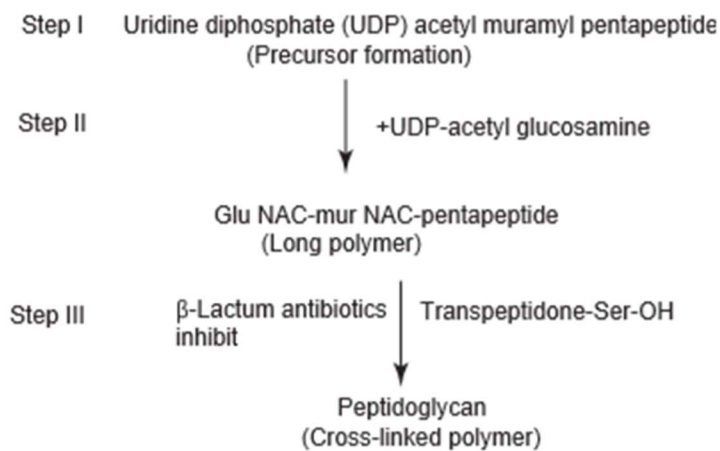 Step I Uridine diphosphate (UDP) acetyl muramyl pentapeptide
(Precursor formation)
Step II +UDP-acetyl glucosamine
Glu NAC-mur NAC-pentapeptide
(Long polymer)
Step III β-Lactum antibiotics inhibit Transpeptidone-Ser-OH
Peptidoglycan
(Cross-linked polymer)